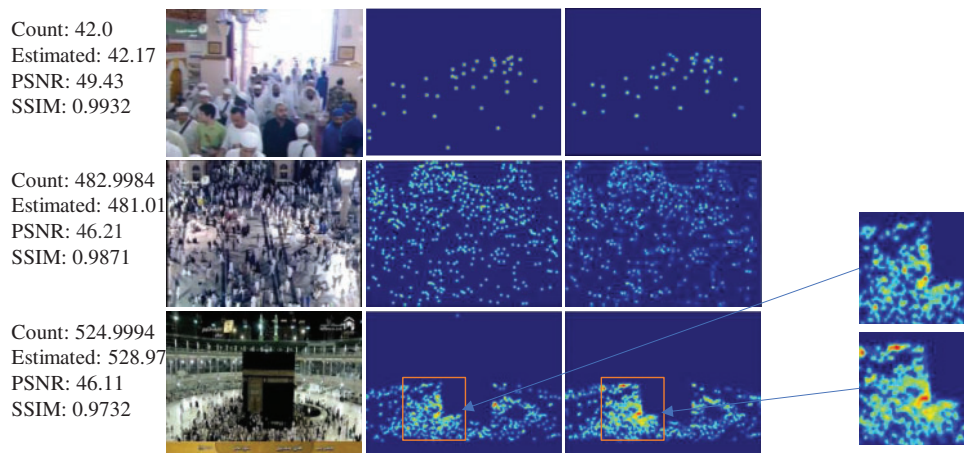 Count: 42.0
Estimated: 42.17
PSNR: 49.43
SSIM: 0.9932
Count: 482.9984
Estimated: 481.01
PSNR: 46.21
SSIM: 0.9871
Count: 524.9994
Estimated: 528.97
PSNR: 46.11
SSIM: 0.9732